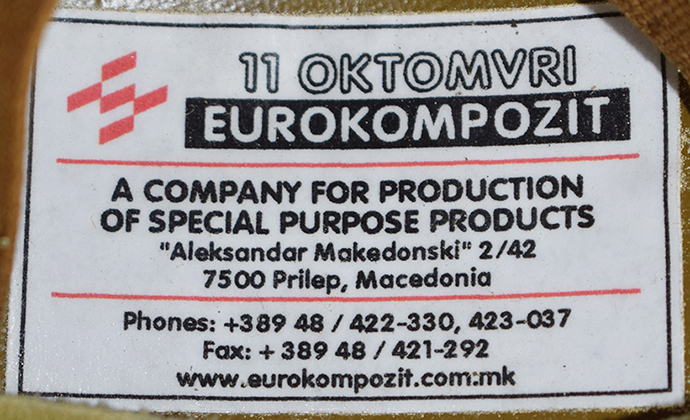 11 OKTOMVRI
EUROKOMPOZIT
A COMPANY FOR PRODUCTION
OF SPECIAL PURPOSE PRODUCTS
"Aleksandar Makedonski" 2/42
7500 Prilep, Macedonia
Phones: +389 48 / 422-330, 423-037
Fax: + 389 48 / 421-292
www.eurokompozit.com.mk